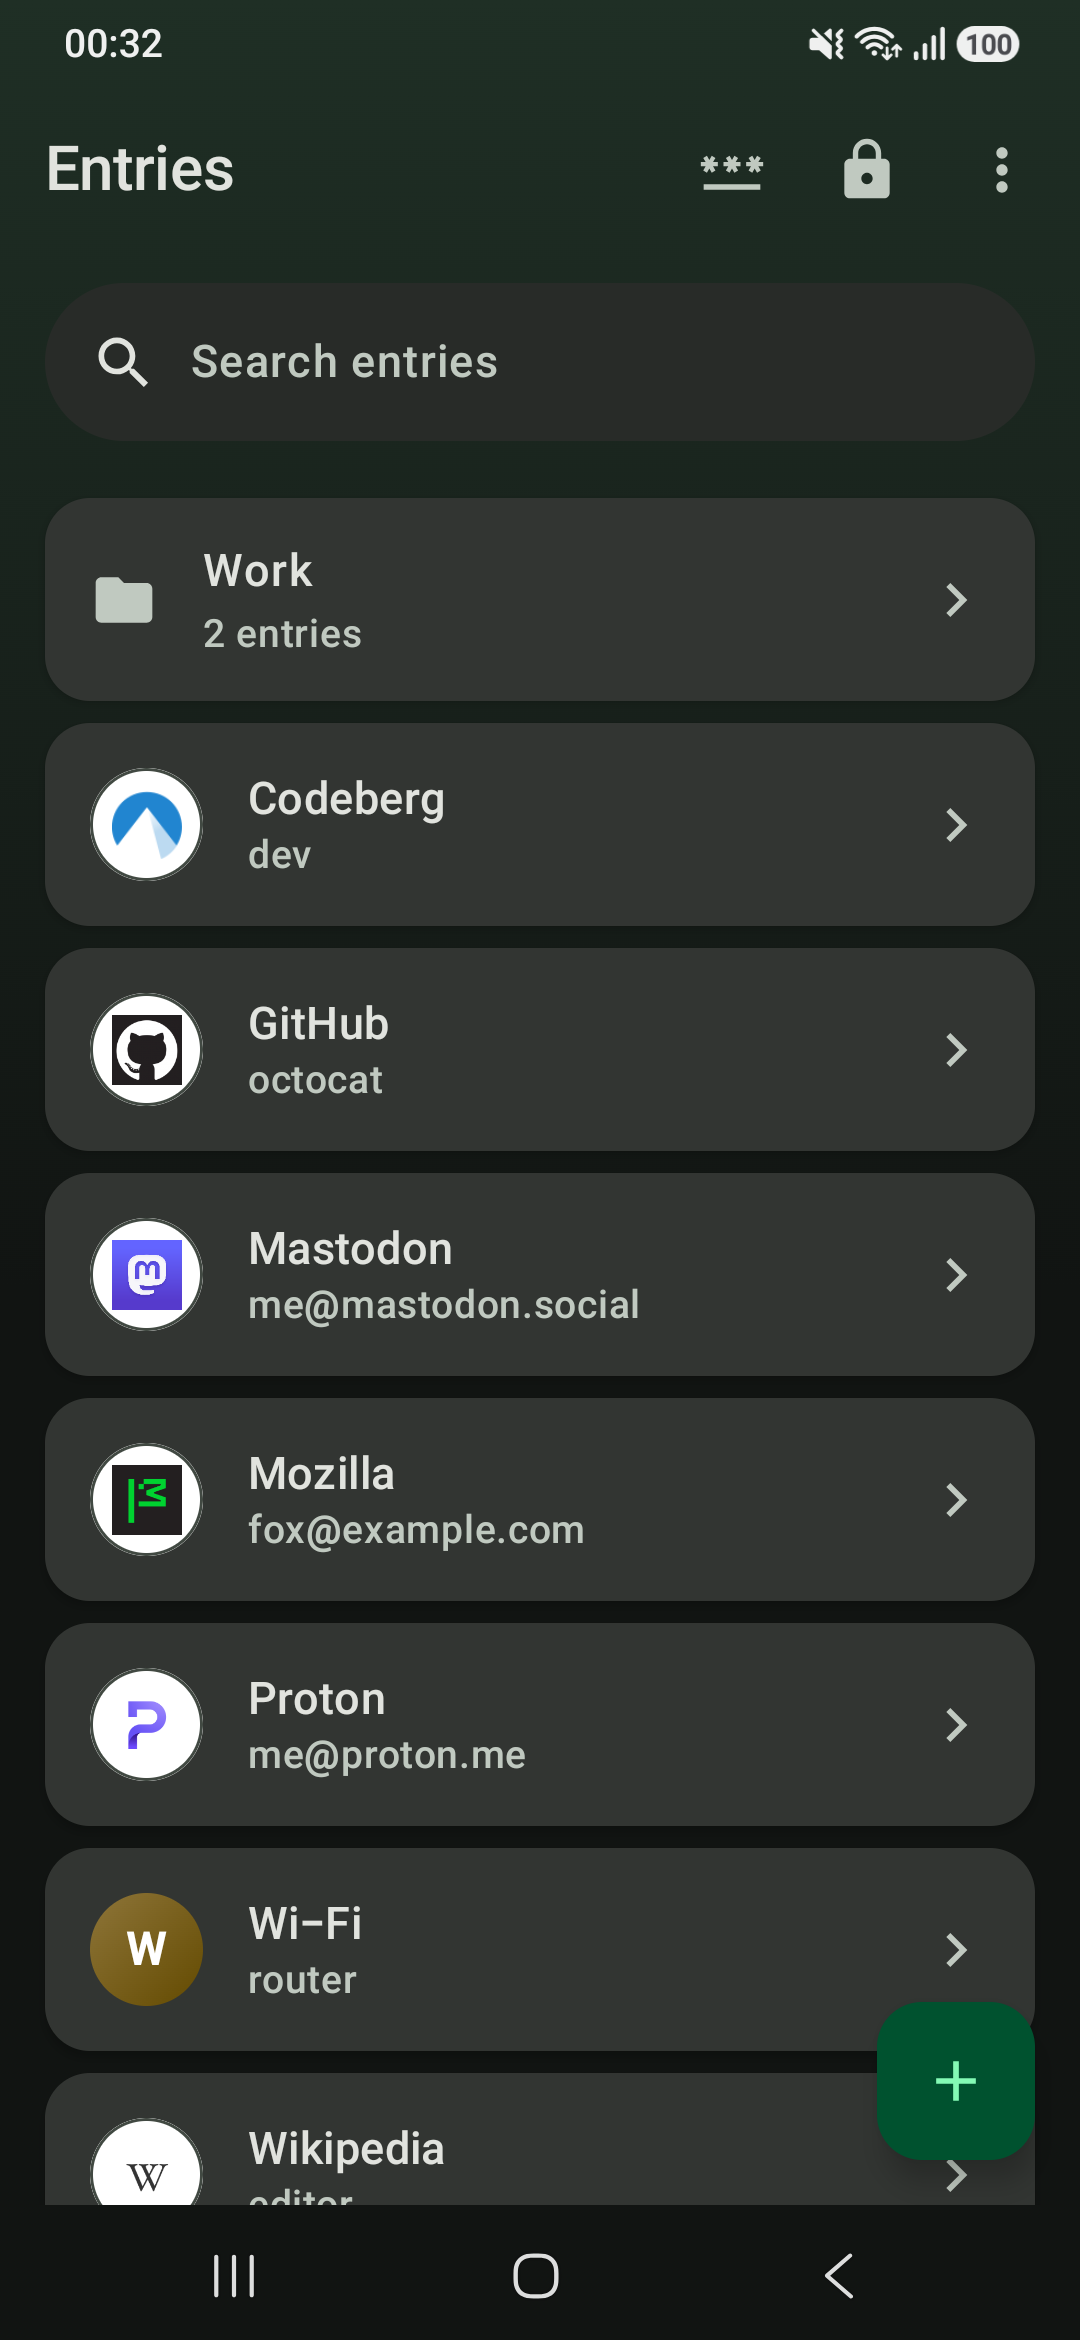 00:32
100
Entries
***
Search entries
Work
2 entries
Codeberg
dev
GitHub
octocat
Mastodon
me@mastodon.social
Mozilla
fox@example.com
Proton
me@proton.me
W
Wi-Fi
router
W
Wikipedia
editor